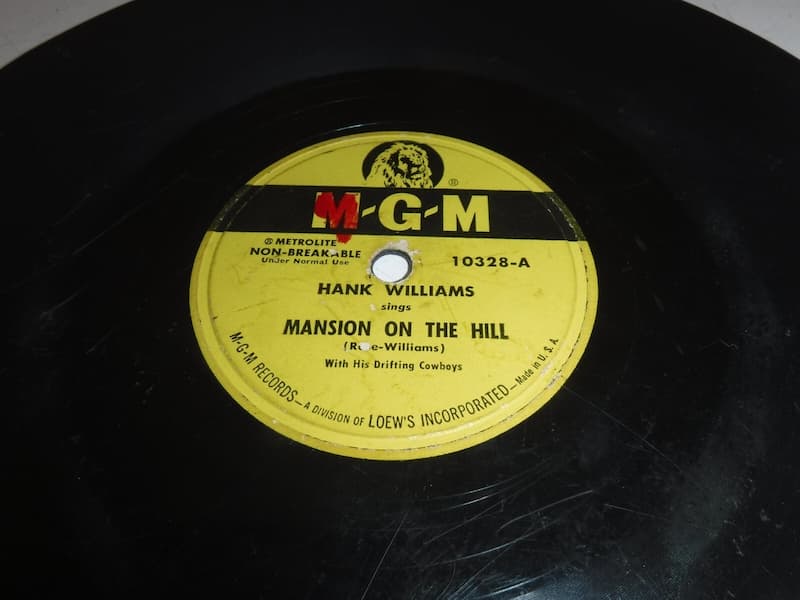 ®
M-G-M
® METROLITE
NON-BREAKABLE
Under Normal Use
10328-A
HANK WILLIAMS
sings
MANSION ON THE HILL
(Rose-Williams)
With His Drifting Cowboys
M-G-M RECORDS—A DIVISION OF LOEW'S INCORPORATED—Made in U. S. A.